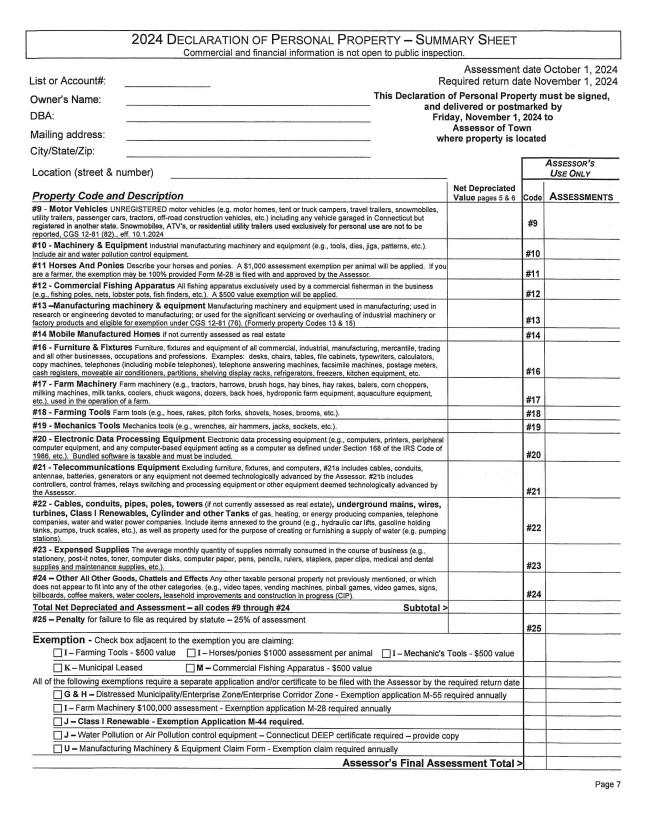 2024 DECLARATION OF PERSONAL PROPERTY – SUMMARY SHEET
Commercial and financial information is not open to public inspection.
Assessment date October 1, 2024
List or Account#:
Required return date November 1, 2024
Owner's Name:
This Declaration of Personal Property must be signed,
and delivered or postmarked by
DBA:
Friday, November 1, 2024 to
Assessor of Town
Mailing address:
where property is located
City/State/Zip:
Location (street & number)
ASSESSOR'S
USE ONLY
Property Code and Description
Net Depreciated
Value pages 5 & 6
Code
ASSESSMENTS
#9 - Motor Vehicles UNREGISTERED motor vehicles (e.g. motor homes, tent or truck campers, travel trailers, snowmobiles,
utility trailers, passenger cars, tractors, off-road construction vehicles, etc.) including any vehicle garaged in Connecticut but
registered in another state. Snowmobiles, ATV's, or residential utility trailers used exclusively for personal use are not to be
reported, CGS 12-81 (82)., eff. 10.1.2024
#9
#10 - Machinery & Equipment Industrial manufacturing machinery and equipment (e.g., tools, dies, jigs, patterns, etc.).
Include air and water pollution control equipment.
#10
#11 Horses And Ponies Describe your horses and ponies. A $1,000 assessment exemption per animal will be applied. If you
are a farmer, the exemption may be 100% provided Form M-28 is filed with and approved by the Assessor.
#11
#12 - Commercial Fishing Apparatus All fishing apparatus exclusively used by a commercial fisherman in the business
(e.g., fishing poles, nets, lobster pots, fish finders, etc.). A $500 value exemption will be applied.
#12
#13 –Manufacturing machinery & equipment Manufacturing machinery and equipment used in manufacturing; used in
research or engineering devoted to manufacturing; or used for the significant servicing or overhauling of industrial machinery or
factory products and eligible for exemption under CGS 12-81 (76). (Formerly property Codes 13 & 15)
#13
#14 Mobile Manufactured Homes if not currently assessed as real estate
#14
#16 - Furniture & Fixtures Furniture, fixtures and equipment of all commercial, industrial, manufacturing, mercantile, trading
and all other businesses, occupations and professions. Examples: desks, chairs, tables, file cabinets, typewriters, calculators,
copy machines, telephones (including mobile telephones), telephone answering machines, facsimile machines, postage meters,
cash registers, moveable air conditioners, partitions, shelving display racks, refrigerators, freezers, kitchen equipment, etc.
#16
#17 - Farm Machinery Farm machinery (e.g., tractors, harrows, brush hogs, hay bines, hay rakes, balers, corn choppers,
milking machines, milk tanks, coolers, chuck wagons, dozers, back hoes, hydroponic farm equipment, aquaculture equipment,
etc.), used in the operation of a farm.
#17
#18 - Farming Tools Farm tools (e.g., hoes, rakes, pitch forks, shovels, hoses, brooms, etc.).
#18
#19 - Mechanics Tools Mechanics tools (e.g., wrenches, air hammers, jacks, sockets, etc.).
#19
#20 - Electronic Data Processing Equipment Electronic data processing equipment (e.g., computers, printers, peripheral
computer equipment, and any computer-based equipment acting as a computer as defined under Section 168 of the IRS Code of
1986, etc.). Bundled software is taxable and must be included.
#20
#21 - Telecommunications Equipment Excluding furniture, fixtures, and computers, #21a includes cables, conduits,
antennae, batteries, generators or any equipment not deemed technologically advanced by the Assessor. #21b includes
controllers, control frames, relays switching and processing equipment or other equipment deemed technologically advanced by
the Assessor.
#21
#22 - Cables, conduits, pipes, poles, towers (if not currently assessed as real estate), underground mains, wires,
turbines, Class I Renewables, Cylinder and other Tanks of gas, heating, or energy producing companies, telephone
companies, water and water power companies. Include items annexed to the ground (e.g., hydraulic car lifts, gasoline holding
tanks, pumps, truck scales, etc.), as well as property used for the purpose of creating or furnishing a supply of water (e.g. pumping
stations).
#22
#23 - Expensed Supplies The average monthly quantity of supplies normally consumed in the course of business (e.g.,
stationery, post-it notes, toner, computer disks, computer paper, pens, pencils, rulers, staplers, paper clips, medical and dental
supplies and maintenance supplies, etc.).
#23
#24 – Other All Other Goods, Chattels and Effects Any other taxable personal property not previously mentioned, or which
does not appear to fit into any of the other categories. (e.g., video tapes, vending machines, pinball games, video games, signs,
billboards, coffee makers, water coolers, leasehold improvements and construction in progress (CIP).
#24
Total Net Depreciated and Assessment – all codes #9 through #24 Subtotal >
#25 – Penalty for failure to file as required by statute – 25% of assessment
#25
Exemption - Check box adjacent to the exemption you are claiming:
I – Farming Tools - $500 value I – Horses/ponies $1000 assessment per animal I – Mechanic's Tools - $500 value
K – Municipal Leased M – Commercial Fishing Apparatus - $500 value
All of the following exemptions require a separate application and/or certificate to be filed with the Assessor by the required return date
G & H – Distressed Municipality/Enterprise Zone/Enterprise Corridor Zone - Exemption application M-55 required annually
I – Farm Machinery $100,000 assessment - Exemption application M-28 required annually
J – Class I Renewable - Exemption Application M-44 required.
J – Water Pollution or Air Pollution control equipment – Connecticut DEEP certificate required – provide copy
U – Manufacturing Machinery & Equipment Claim Form - Exemption claim required annually
Assessor's Final Assessment Total >
Page 7